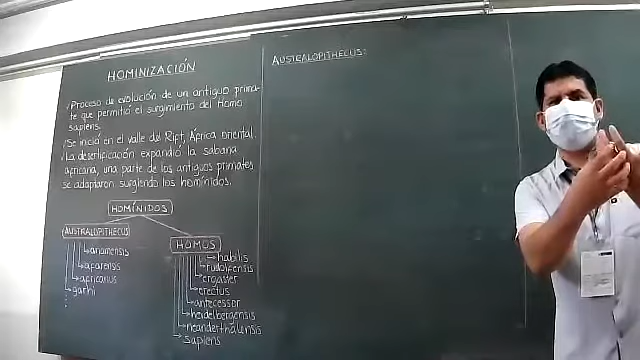 HOMINIZACIÓN
Proceso de evolución de un antiguo prima-
te que permitió el surgimiento del Homo
sapiens.
Se inició en el valle del Rift, África oriental.
La desertificación expandió la sabana
africana, una parte de los antiguos primates
se adaptaron surgiendo los homínidos.
HOMÍNIDOS
AUSTRALOPITHECUS
anamensis
afarensis
africanus
garhi
HOMOS
habilis
rudolfensis
ergaster
erectus
antecessor
heidelbergensis
neanderthalensis
sapiens
AUSTRALOPITHECUS: